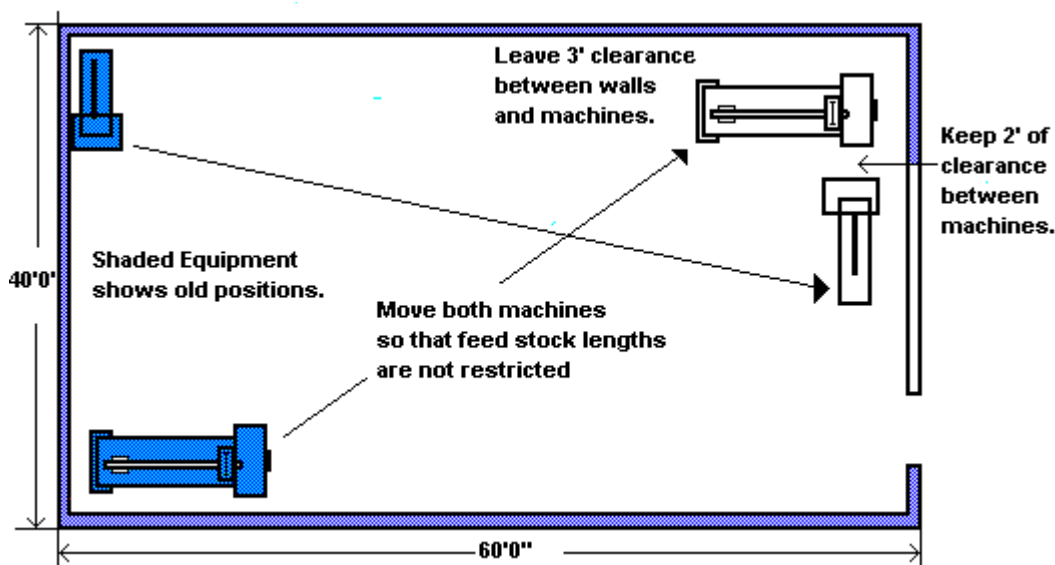 Leave 3' clearance
between walls
and machines.
Keep 2' of
clearance
between
machines.
Shaded Equipment
shows old positions.
40'0'
Move both machines
so that feed stock lengths
are not restricted
60'0"